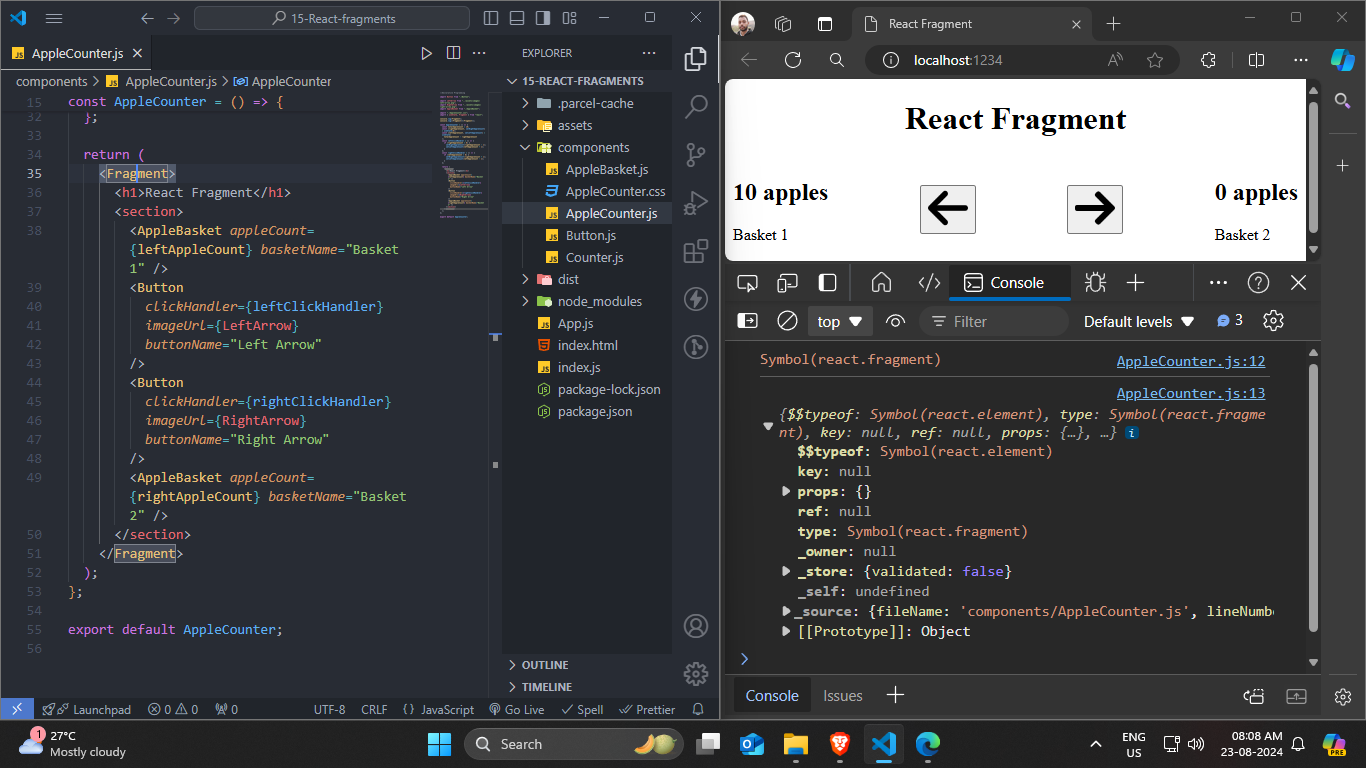 15-React-fragments
AppleCounter.js
components > AppleCounter.js > AppleCounter
15 const AppleCounter = () => {
32 };
33
34 return (
35 <Fragment>
36 <h1>React Fragment</h1>
37 <section>
38 <AppleBasket appleCount=
{leftAppleCount} basketName="Basket
1" />
39 <Button
40 clickHandler={leftClickHandler}
41 imageUrl={LeftArrow}
42 buttonName="Left Arrow"
43 />
44 <Button
45 clickHandler={rightClickHandler}
46 imageUrl={RightArrow}
47 buttonName="Right Arrow"
48 />
49 <AppleBasket appleCount=
{rightAppleCount} basketName="Basket
2" />
50 </section>
51 </Fragment>
52 );
53 };
54
55 export default AppleCounter;
56
EXPLORER
15-REACT-FRAGMENTS
.parcel-cache
assets
components
AppleBasket.js
AppleCounter.css
AppleCounter.js
Button.js
Counter.js
dist
node_modules
App.js
index.html
index.js
package-lock.json
package.json
OUTLINE
TIMELINE
Launchpad 0 0 0 UTF-8 CRLF {} JavaScript Go Live Spell Prettier
React Fragment
localhost:1234
React Fragment
10 apples
Basket 1
0 apples
Basket 2
Console
top Filter Default levels 3
Symbol(react.fragment) AppleCounter.js:12
AppleCounter.js:13
{$$typeof: Symbol(react.element), type: Symbol(react.fragme
nt), key: null, ref: null, props: {…}, …}
$$typeof: Symbol(react.element)
key: null
props: {}
ref: null
type: Symbol(react.fragment)
_owner: null
_store: {validated: false}
_self: undefined
_source: {fileName: 'components/AppleCounter.js', lineNumbe
[[Prototype]]: Object
Console Issues
1
27°C
Mostly cloudy
Search
ENG
US
08:08 AM
23-08-2024
PRE